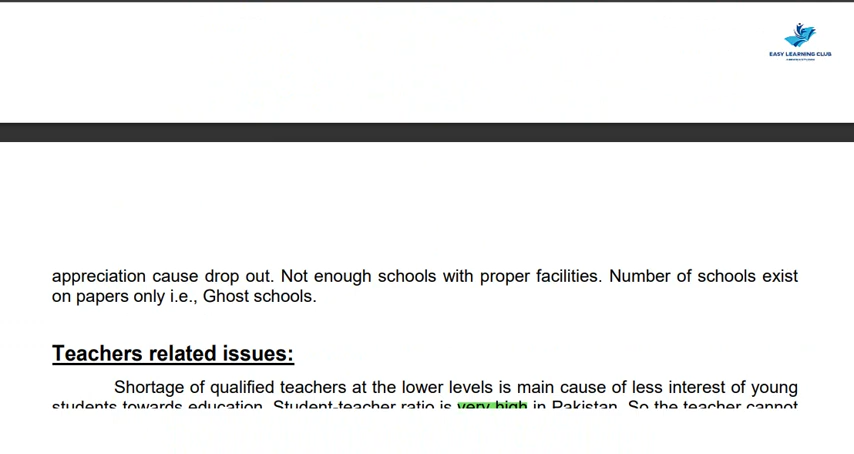 EASY LEARNING CLUB
appreciation cause drop out. Not enough schools with proper facilities. Number of schools exist
on papers only i.e., Ghost schools.
Teachers related issues:
Shortage of qualified teachers at the lower levels is main cause of less interest of young
students towards education. Student-teacher ratio is very high in Pakistan. So the teacher cannot